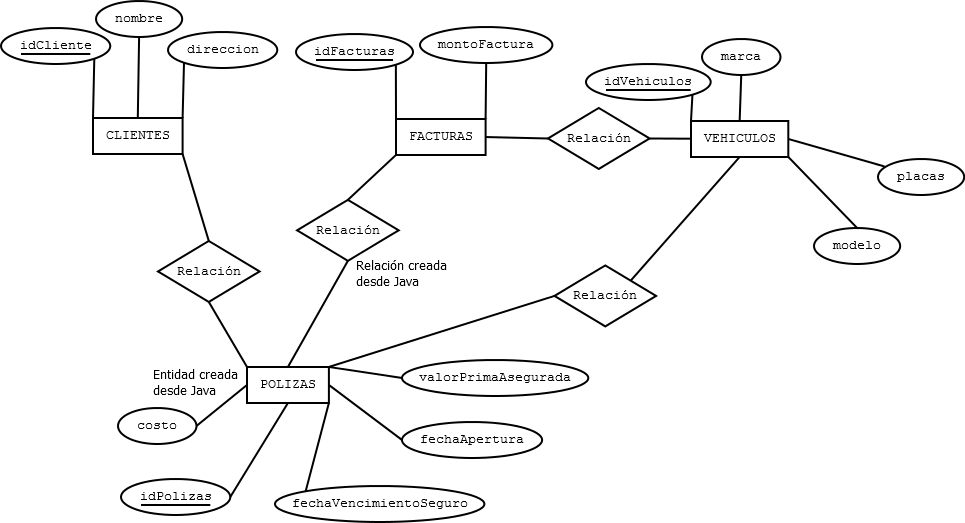 nombre
idCliente
direccion
idFacturas
montoFactura
marca
idVehiculos
CLIENTES
FACTURAS
Relación
VEHICULOS
placas
Relación
modelo
Relación
Relación creada
desde Java
Relación
Entidad creada
desde Java
POLIZAS
valorPrimaAsegurada
costo
fechaApertura
idPolizas
fechaVencimientoSeguro